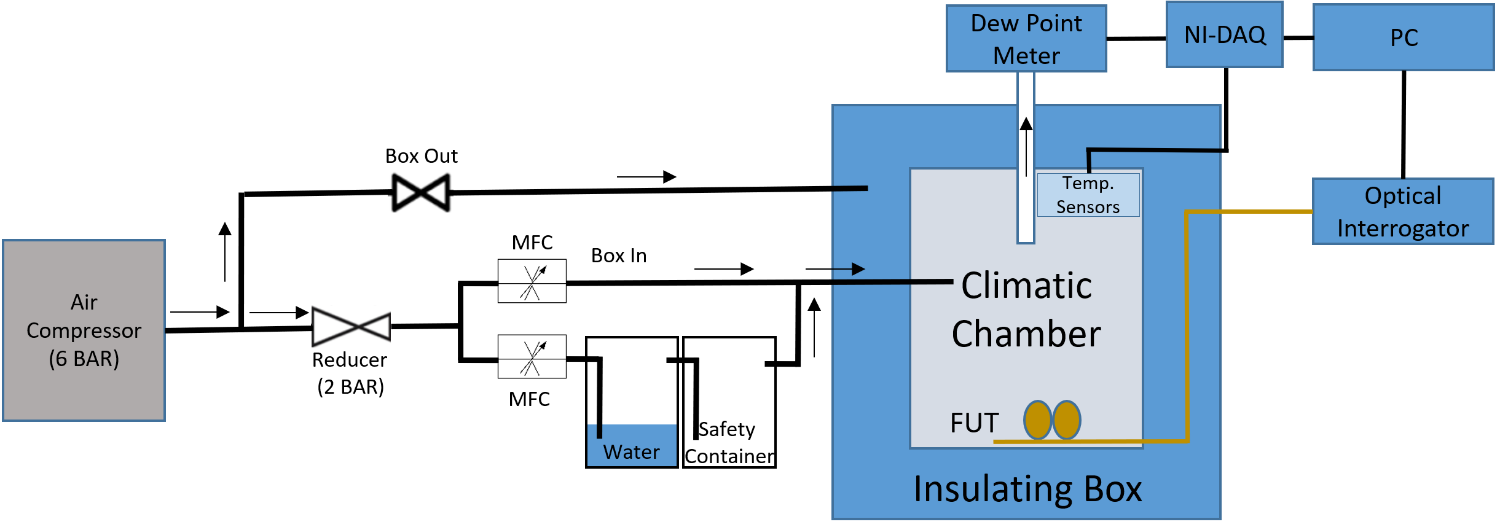 Dew Point
Meter
NI-DAQ
PC
Box Out
Temp.
Sensors
Optical
Interrogator
MFC
Box In
Air
Compressor
(6 BAR)
Climatic
Chamber
Reducer
(2 BAR)
MFC
FUT
Safety
Container
Water
Insulating Box